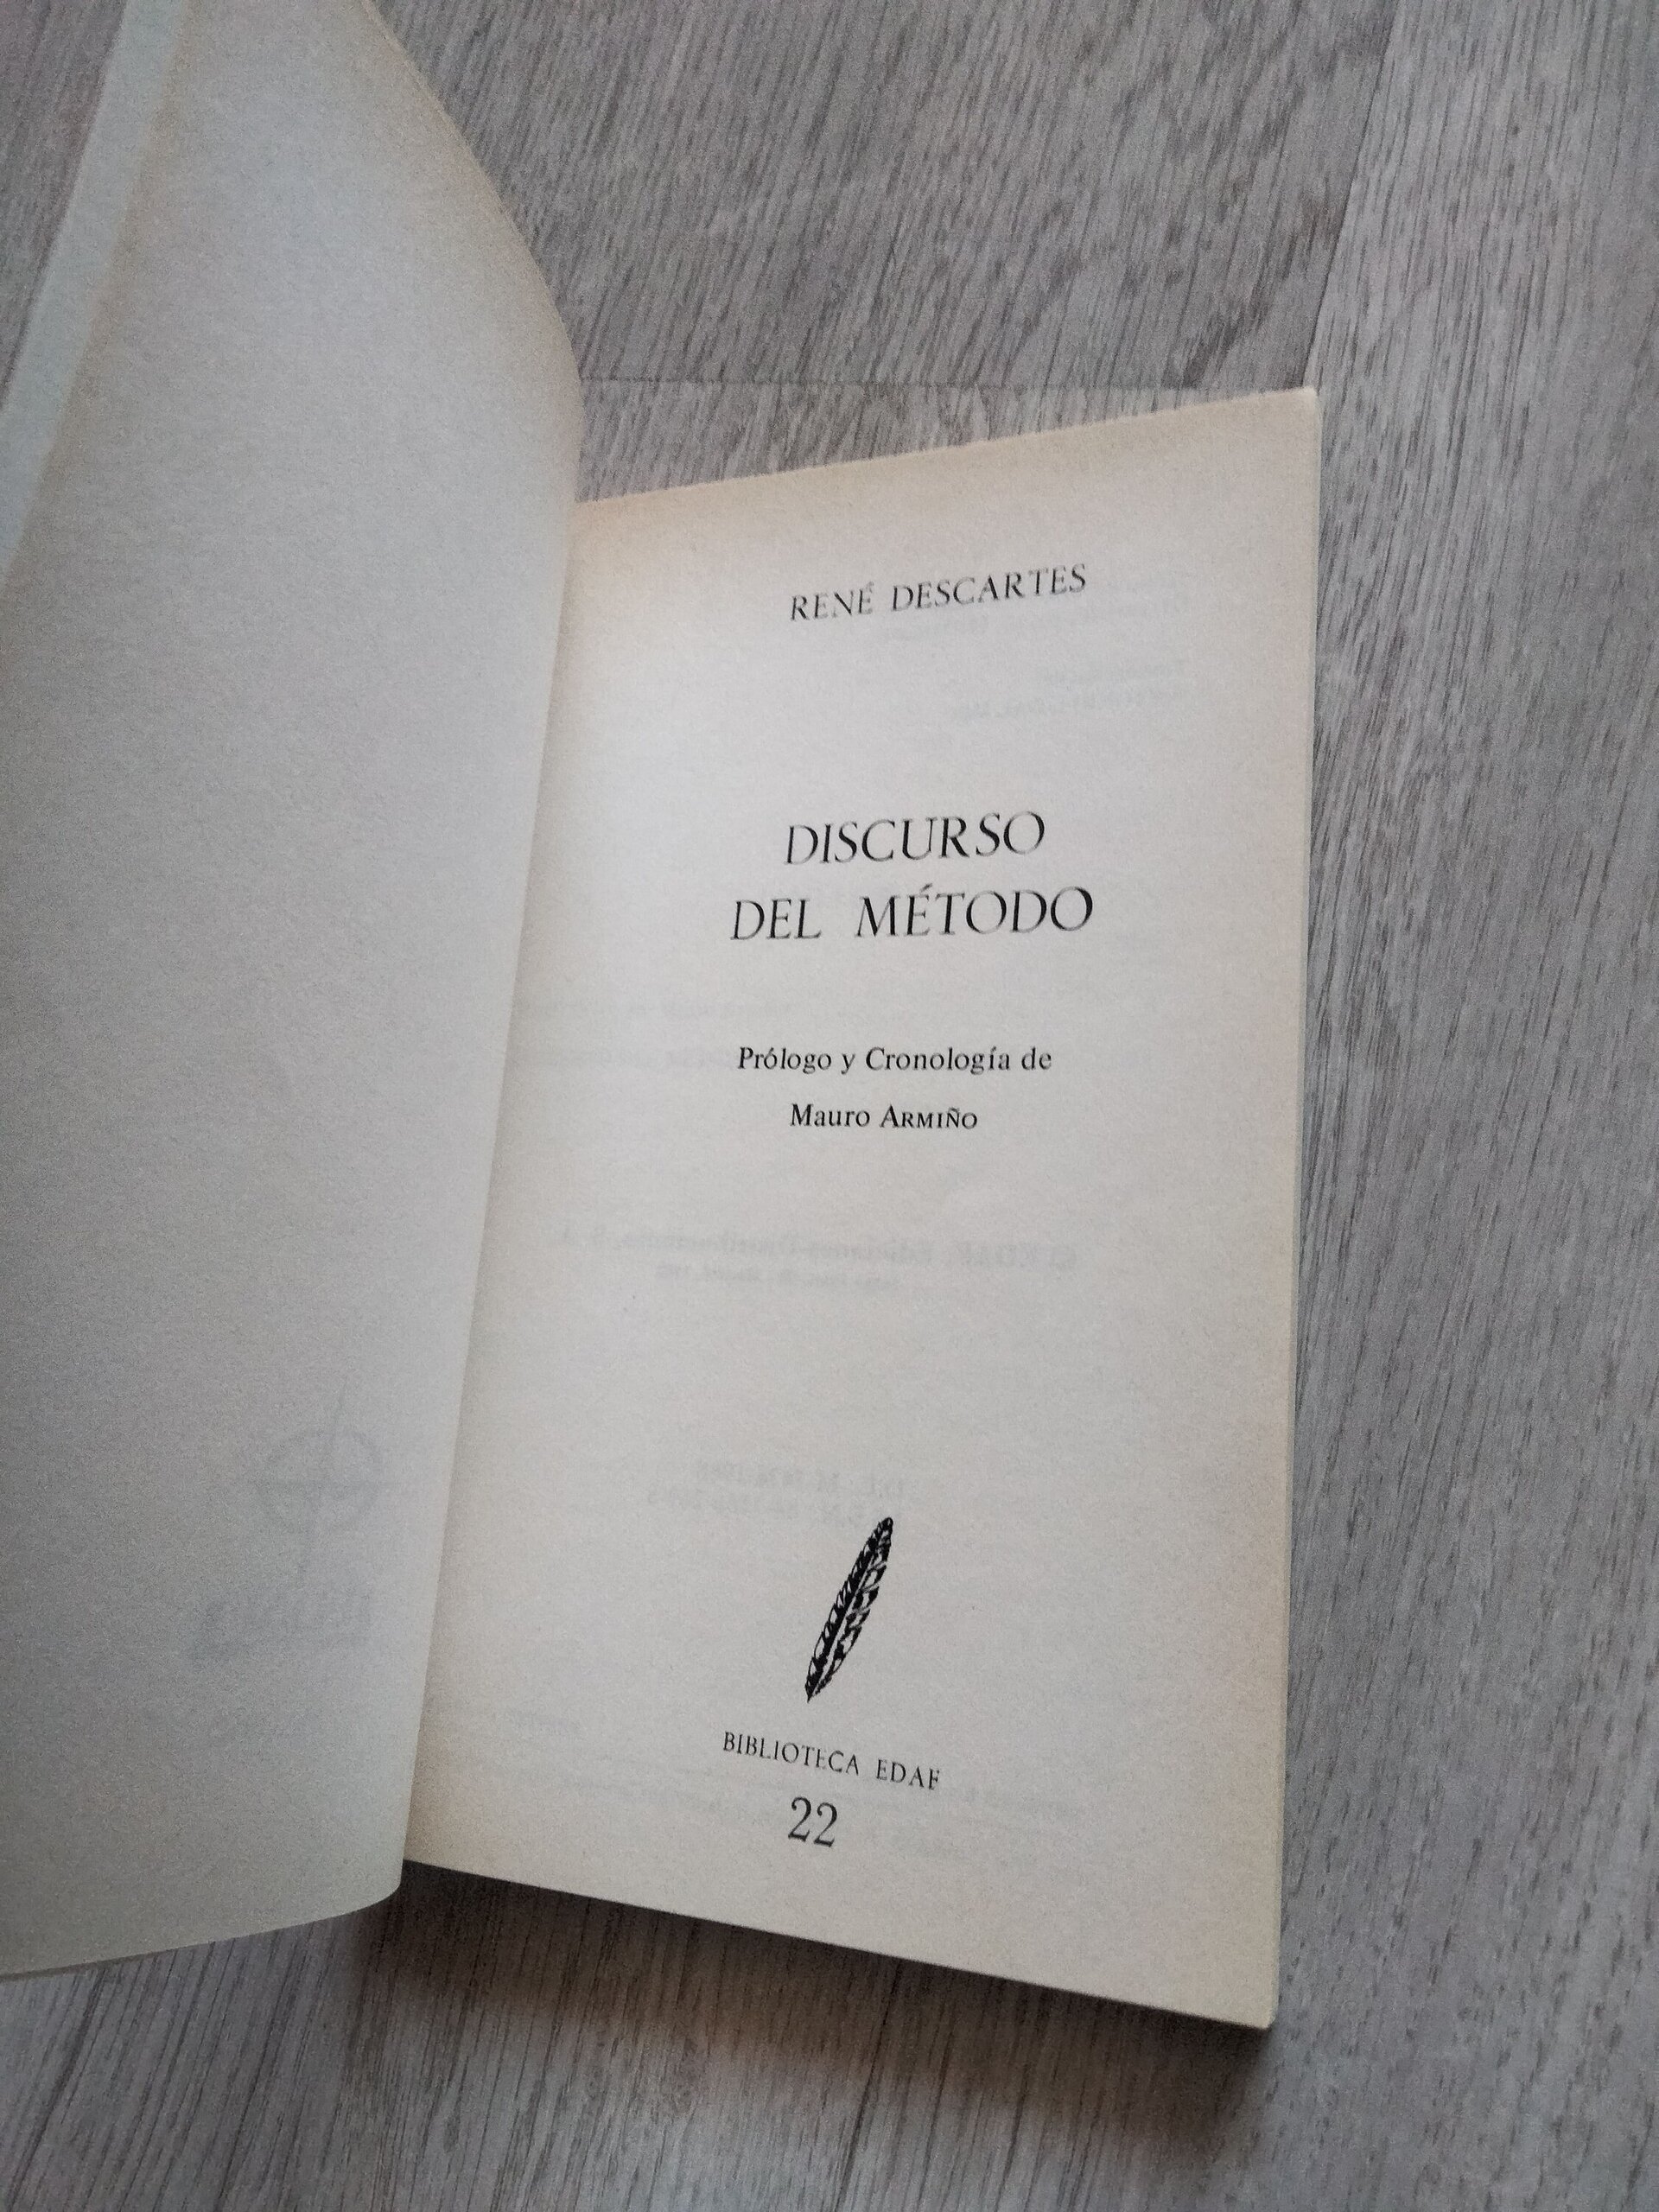 RENÉ DESCARTES
DISCURSO
DEL MÉTODO
Prólogo y Cronología de
Mauro ARMIÑO
BIBLIOTECA EDAF
22